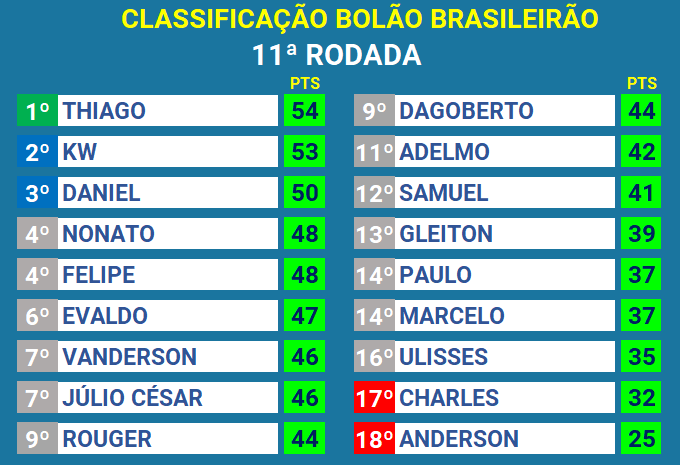 CLASSIFICAÇÃO BOLÃO BRASILEIRÃO
11ª RODADA
PTS
1º THIAGO 54
2º KW 53
3º DANIEL 50
4º NONATO 48
4º FELIPE 48
6º EVALDO 47
7º VANDERSON 46
7º JÚLIO CÉSAR 46
9º ROUGER 44
PTS
9º DAGOBERTO 44
11º ADELMO 42
12º SAMUEL 41
13º GLEITON 39
14º PAULO 37
14º MARCELO 37
16º ULISSES 35
17º CHARLES 32
18º ANDERSON 25